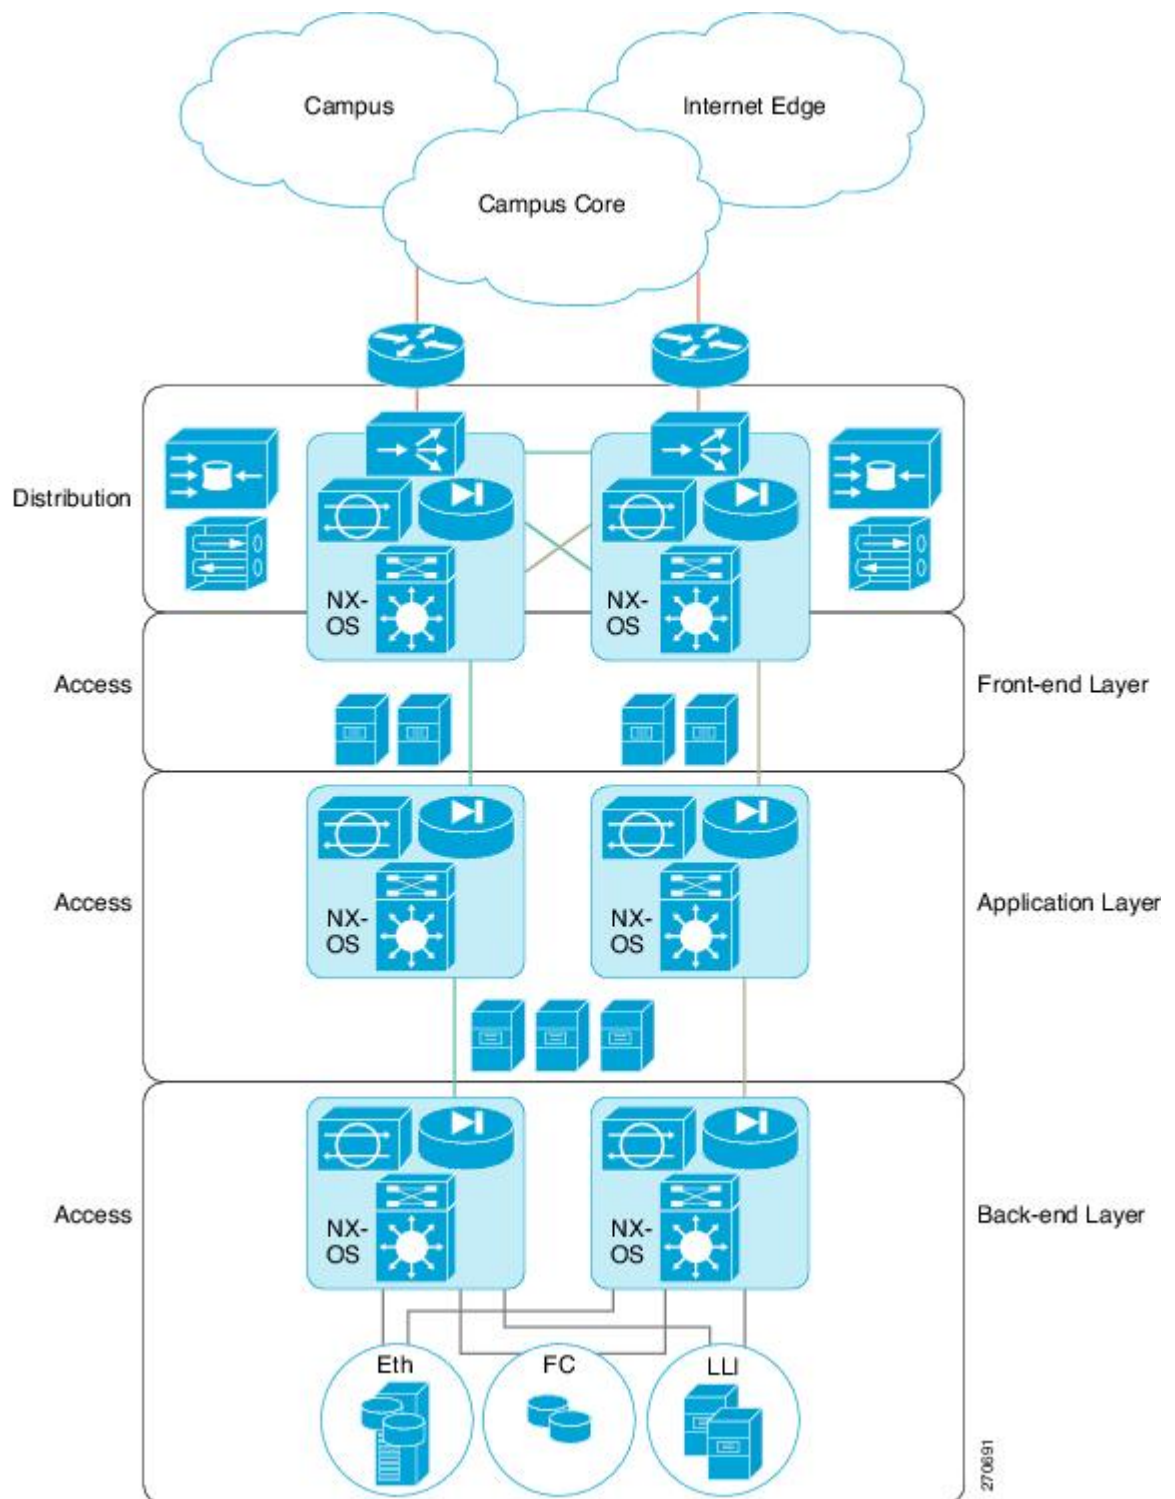 Campus
Internet Edge
Campus Core
Distribution
NX-
OS
NX-
OS
Access
Front-end Layer
Access
NX-
OS
NX-
OS
Application Layer
Access
NX-
OS
NX-
OS
Back-end Layer
Eth
FC
LLI
270691